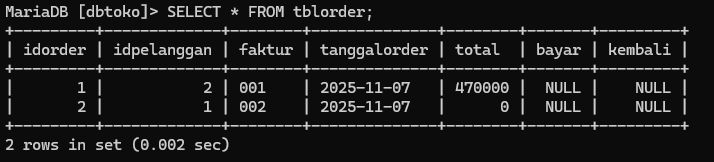 MariaDB [dbtoko]> SELECT * FROM tblorder;
+---------+-------------+--------+--------------+--------+-------+---------+
| idorder | idpelanggan | faktur | tanggalorder | total  | bayar | kembali |
+---------+-------------+--------+--------------+--------+-------+---------+
|       1 |           2 | 001    | 2025-11-07   | 470000 |  NULL |    NULL |
|       2 |           1 | 002    | 2025-11-07   |      0 |  NULL |    NULL |
+---------+-------------+--------+--------------+--------+-------+---------+
2 rows in set (0.002 sec)